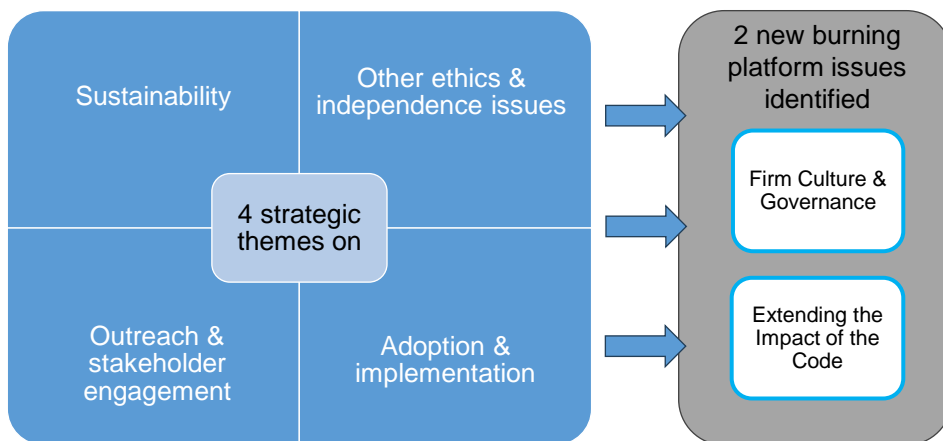 Sustainability
Other ethics &
independence issues
4 strategic
themes on
Outreach &
stakeholder
engagement
Adoption &
implementation
2 new burning
platform issues
identified
Firm Culture &
Governance
Extending the
Impact of the
Code